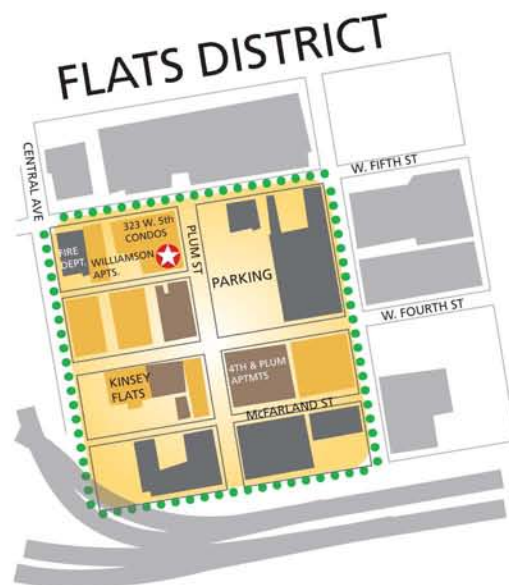 FLATS DISTRICT
CENTRAL AVE
W. FIFTH ST
323 W. 5th
CONDOS
PLUM ST
FIRE
DEPT.
WILLIAMSON
APTS.
PARKING
W. FOURTH ST
4TH & PLUM
APTMTS
KINSEY
FLATS
McFARLAND ST